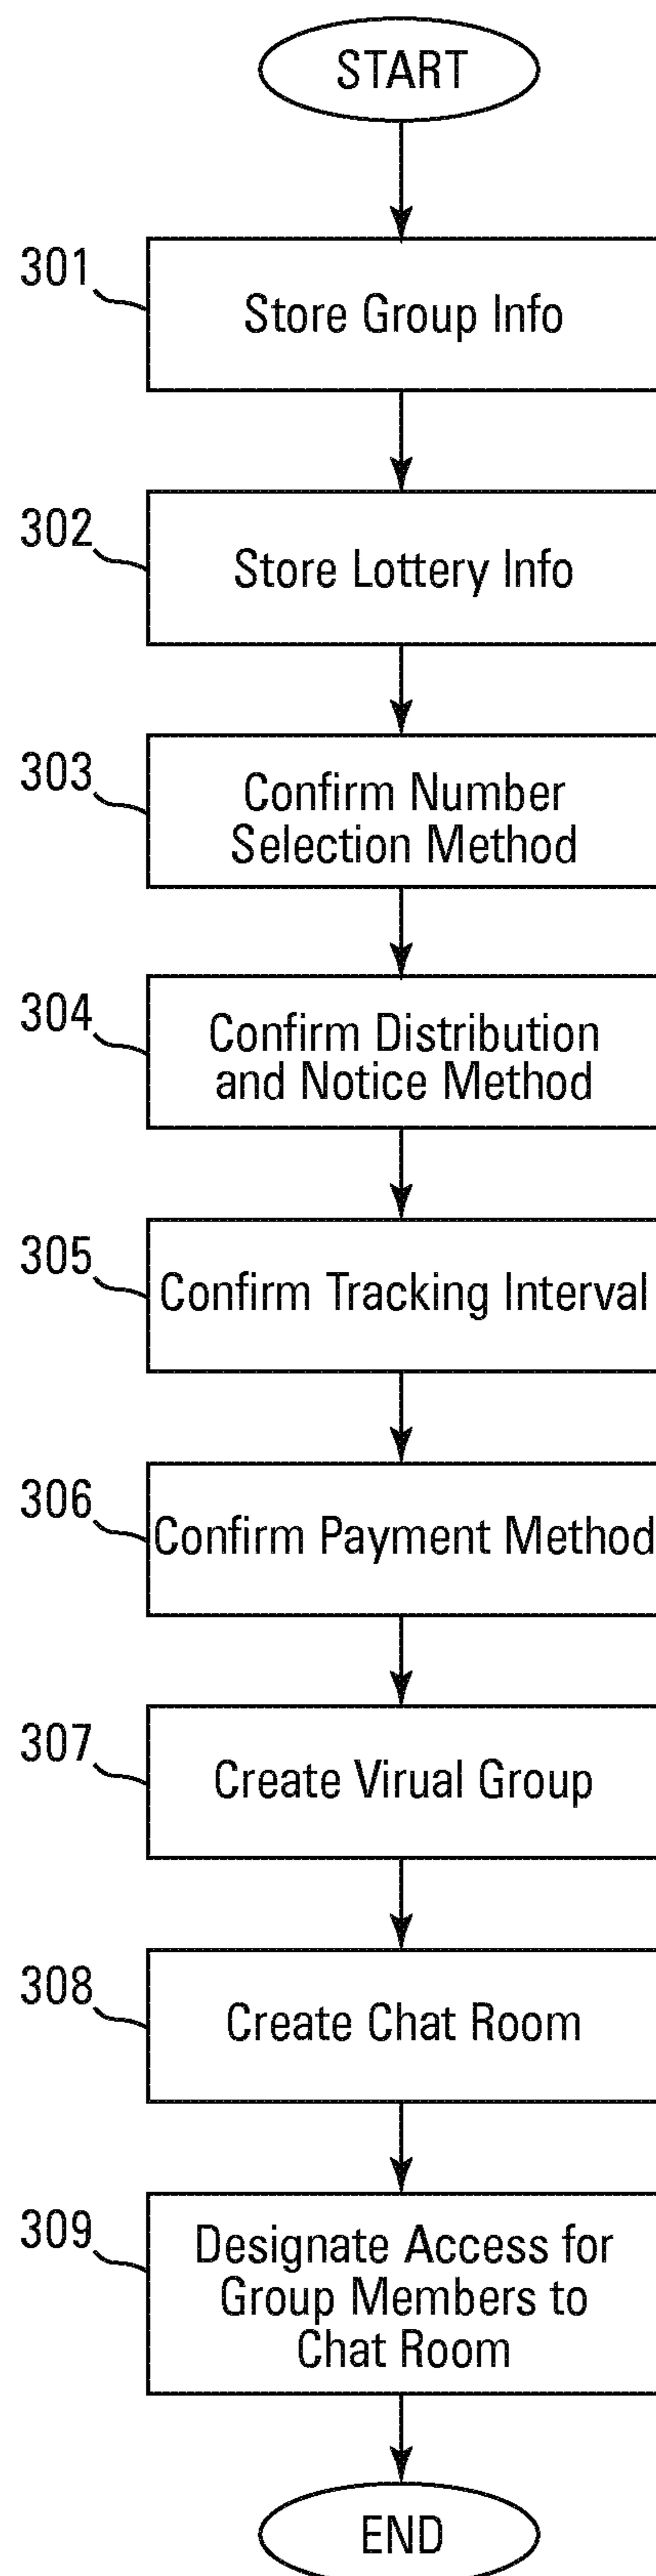 START
301
Store Group Info
302
Store Lottery Info
303
Confirm Number
Selection Method
304
Confirm Distribution
and Notice Method
305
Confirm Tracking Interval
306
Confirm Payment Method
307
Create Virual Group
308
Create Chat Room
309
Designate Access for
Group Members to
Chat Room
END